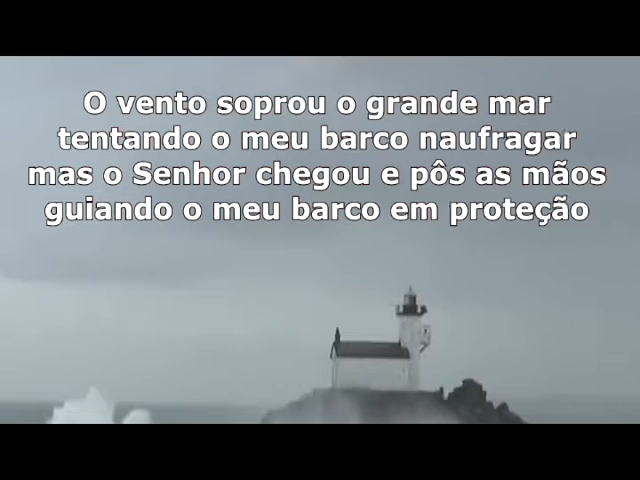 O vento soprou o grande mar
tentando o meu barco naufragar
mas o Senhor chegou e pôs as mãos
guiando o meu barco em proteção